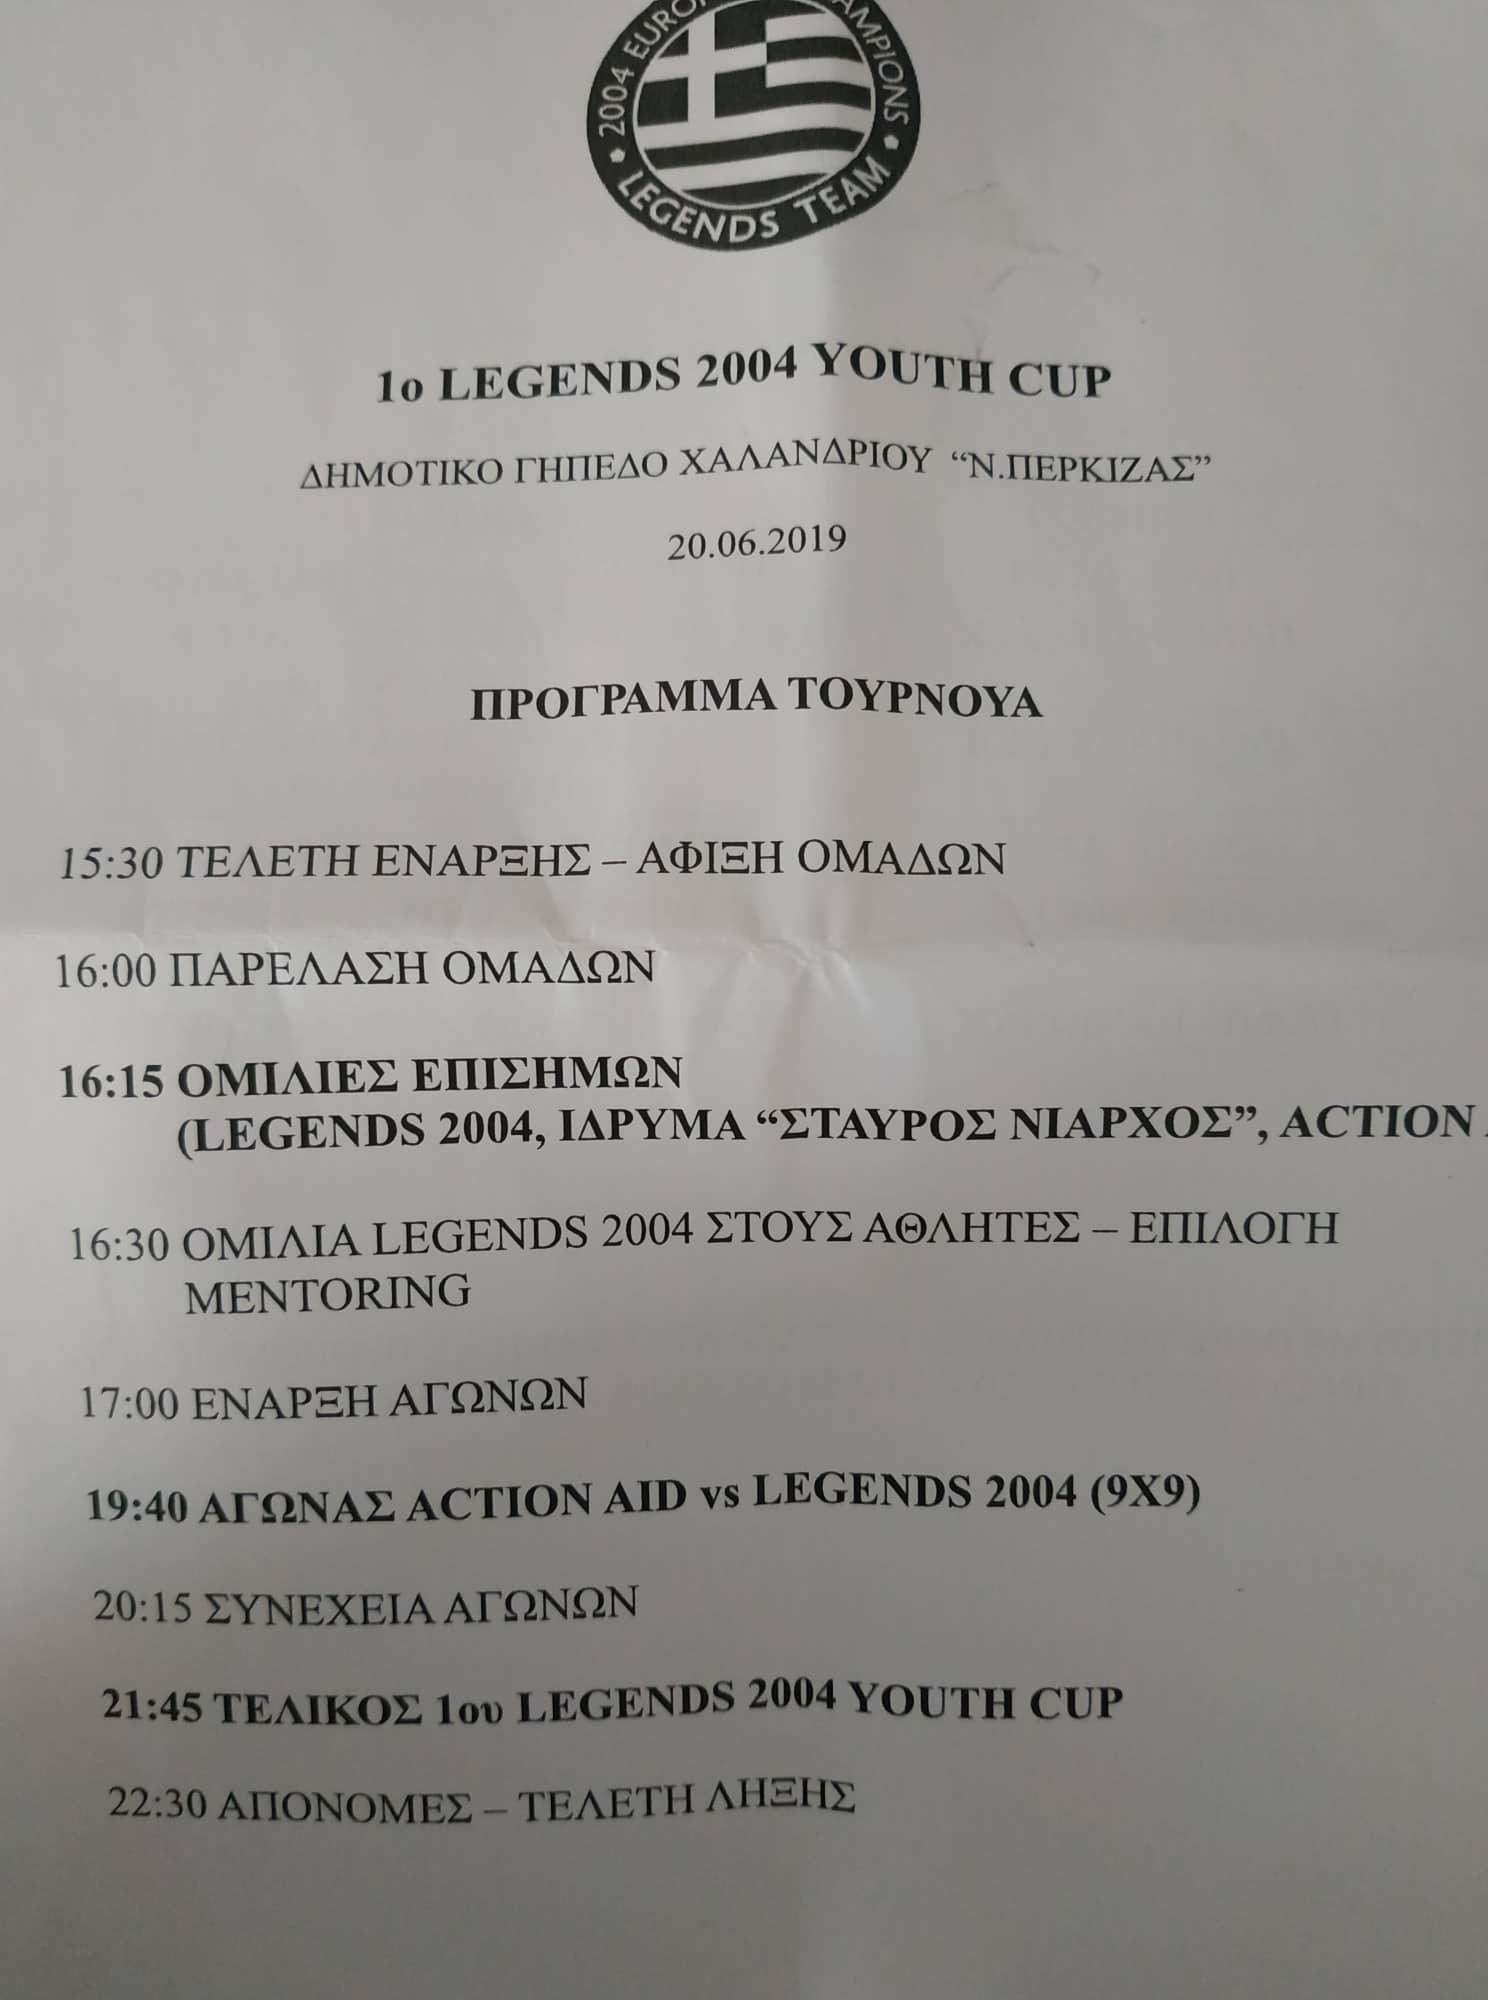 2004 EUROPEAN CHAMPIONS
LEGENDS TEAM
1ο LEGENDS 2004 YOUTH CUP
ΔΗΜΟΤΙΚΟ ΓΗΠΕΔΟ ΧΑΛΑΝΔΡΙΟΥ “Ν.ΠΕΡΚΙΖΑΣ”
20.06.2019
ΠΡΟΓΡΑΜΜΑ ΤΟΥΡΝΟΥΑ
15:30 ΤΕΛΕΤΗ ΕΝΑΡΞΗΣ – ΑΦΙΞΗ ΟΜΑΔΩΝ
16:00 ΠΑΡΕΛΑΣΗ ΟΜΑΔΩΝ
16:15 ΟΜΙΛΙΕΣ ΕΠΙΣΗΜΩΝ
(LEGENDS 2004, ΙΔΡΥΜΑ “ΣΤΑΥΡΟΣ ΝΙΑΡΧΟΣ”, ACTION
16:30 ΟΜΙΛΙΑ LEGENDS 2004 ΣΤΟΥΣ ΑΘΛΗΤΕΣ – ΕΠΙΛΟΓΗ
MENTORING
17:00 ΕΝΑΡΞΗ ΑΓΩΝΩΝ
19:40 ΑΓΩΝΑΣ ACTION AID vs LEGENDS 2004 (9X9)
20:15 ΣΥΝΕΧΕΙΑ ΑΓΩΝΩΝ
21:45 ΤΕΛΙΚΟΣ 1ου LEGENDS 2004 YOUTH CUP
22:30 ΑΠΟΝΟΜΕΣ – ΤΕΛΕΤΗ ΛΗΞΗΣ